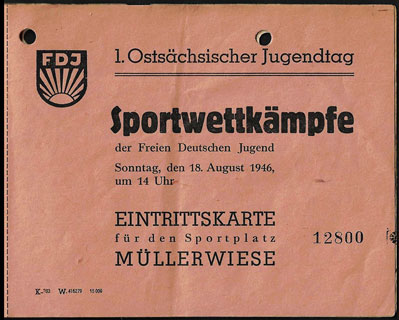 FDJ
1. Ostsächsischer Jugendtag
Sportwettkämpfe
der Freien Deutschen Jugend
Sonntag, den 18. August 1946,
um 14 Uhr
EINTRITTSKARTE
für den Sportplatz
MÜLLERWIESE
12800